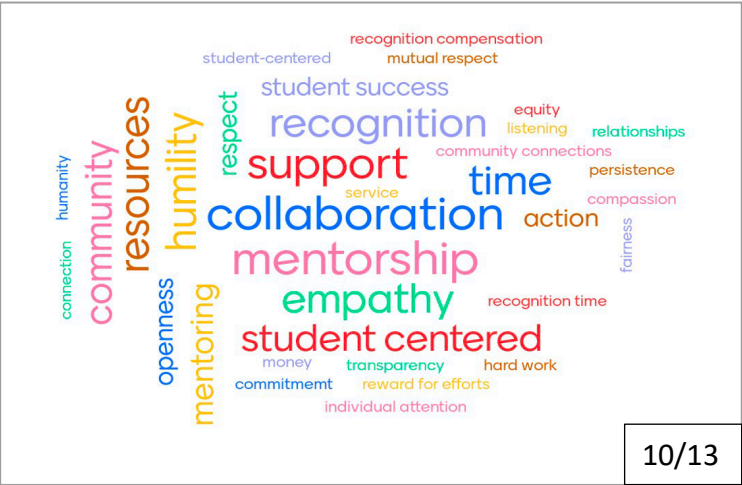 recognition compensation
student-centered
mutual respect
student success
equity
recognition
listening
relationships
respect
community connections
support
persistence
time
service
compassion
humanity
community
resources
humility
collaboration
action
fairness
mentorship
connection
empathy
recognition time
openness
mentoring
student centered
money
transparency
hard work
commitmemt
reward for efforts
individual attention
10/13